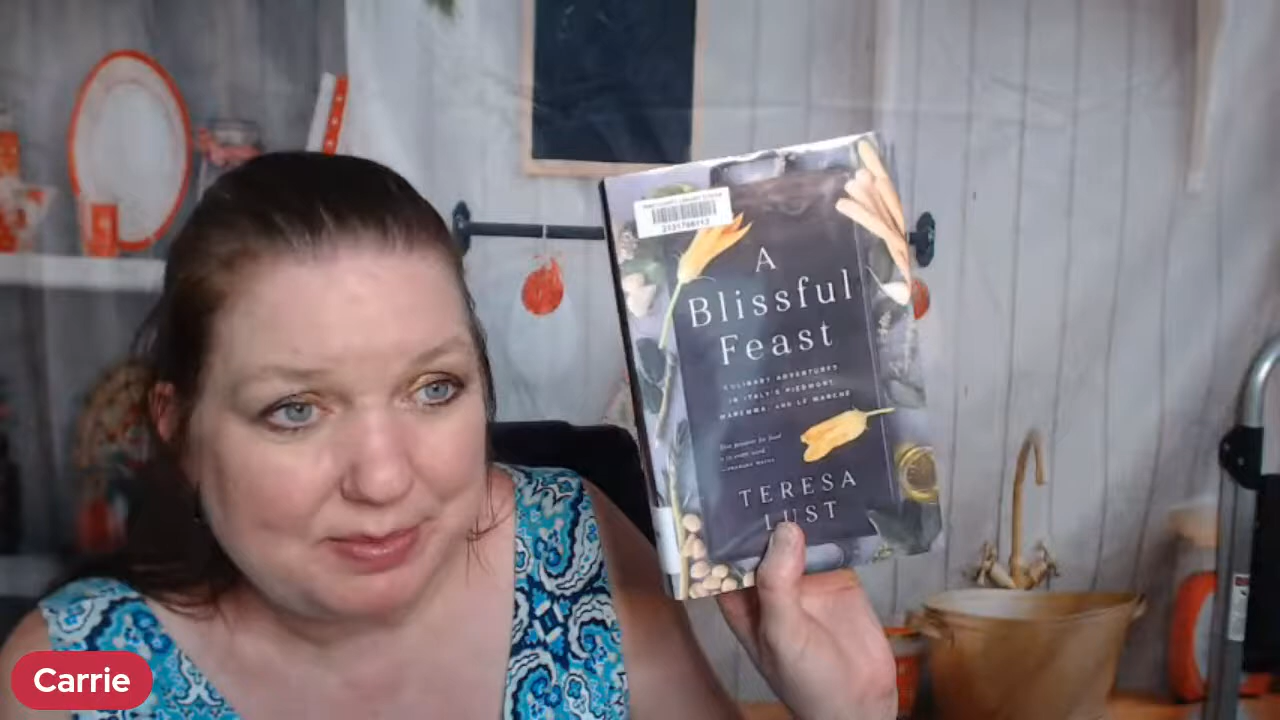 A
Blissful
Feast
CULINARY ADVENTURES
IN ITALY'S PIEDMONT,
MAREMMA, AND LE MARCHE
TERESA
LUST
Carrie